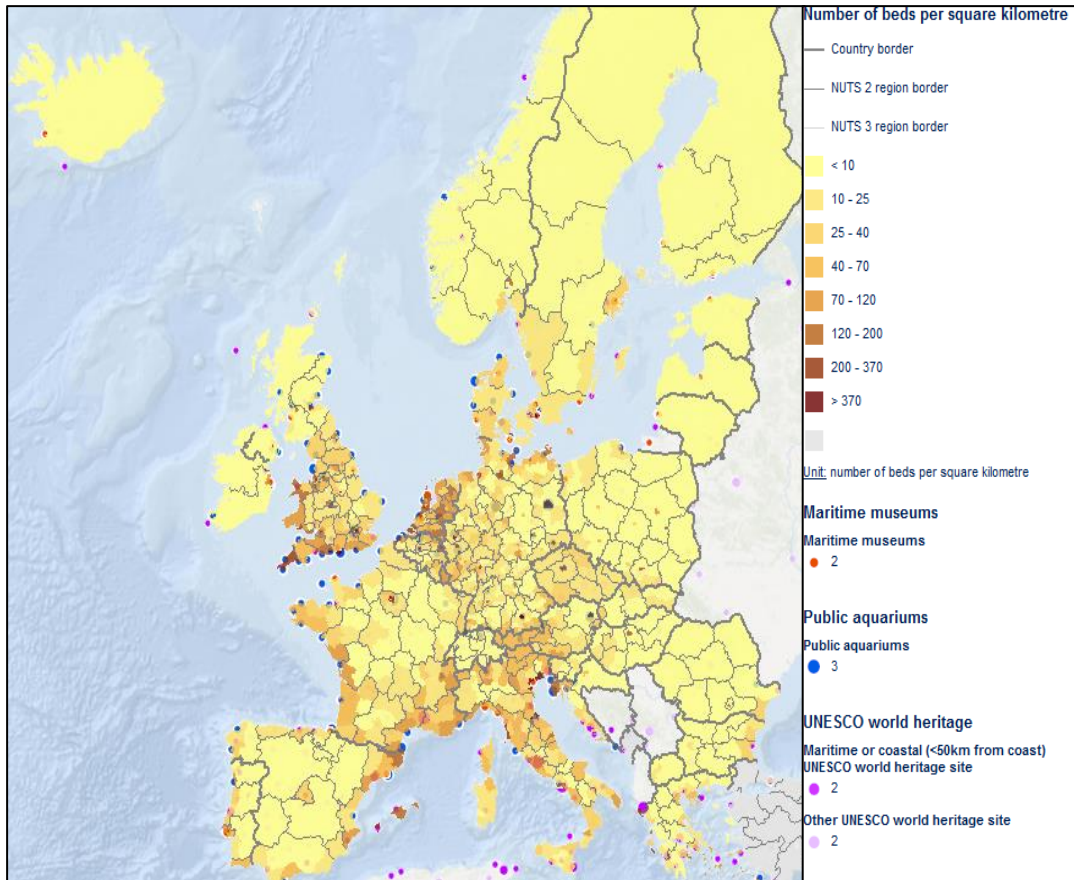 Number of beds per square kilometre
Country border
NUTS 2 region border
NUTS 3 region border
< 10
10 - 25
25 - 40
40 - 70
70 - 120
120 - 200
200 - 370
> 370
Unit: number of beds per square kilometre
Maritime museums
Maritime museums
2
Public aquariums
Public aquariums
3
UNESCO world heritage
Maritime or coastal (<50km from coast)
UNESCO world heritage site
2
Other UNESCO world heritage site
2